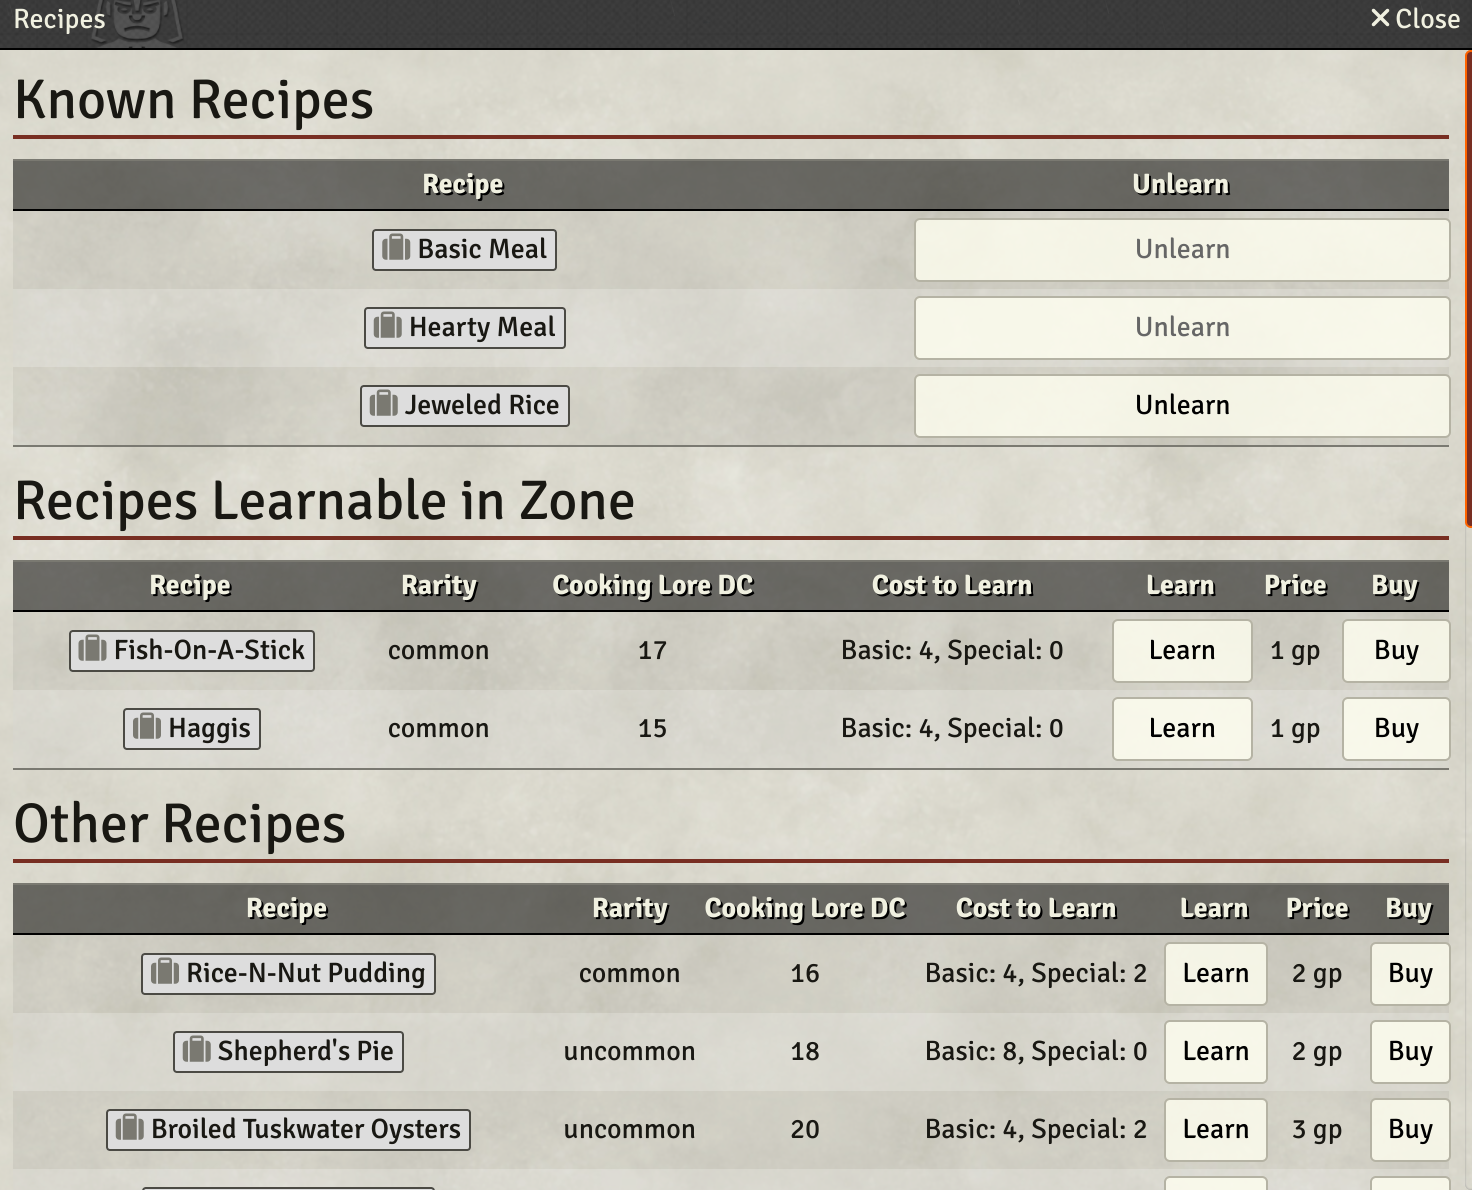 Recipes Close
Known Recipes
Recipe Unlearn
Basic Meal Unlearn
Hearty Meal Unlearn
Jeweled Rice Unlearn
Recipes Learnable in Zone
Recipe Rarity Cooking Lore DC Cost to Learn Learn Price Buy
Fish-On-A-Stick common 17 Basic: 4, Special: 0 Learn 1 gp Buy
Haggis common 15 Basic: 4, Special: 0 Learn 1 gp Buy
Other Recipes
Recipe Rarity Cooking Lore DC Cost to Learn Learn Price Buy
Rice-N-Nut Pudding common 16 Basic: 4, Special: 2 Learn 2 gp Buy
Shepherd's Pie uncommon 18 Basic: 8, Special: 0 Learn 2 gp Buy
Broiled Tuskwater Oysters uncommon 20 Basic: 4, Special: 2 Learn 3 gp Buy